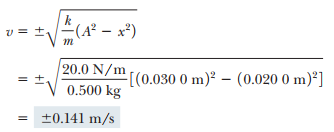 v = ±√(k/m (A² − x²))
= ±√(20.0 N/m / 0.500 kg [(0.030 0 m)² − (0.020 0 m)²])
= ±0.141 m/s